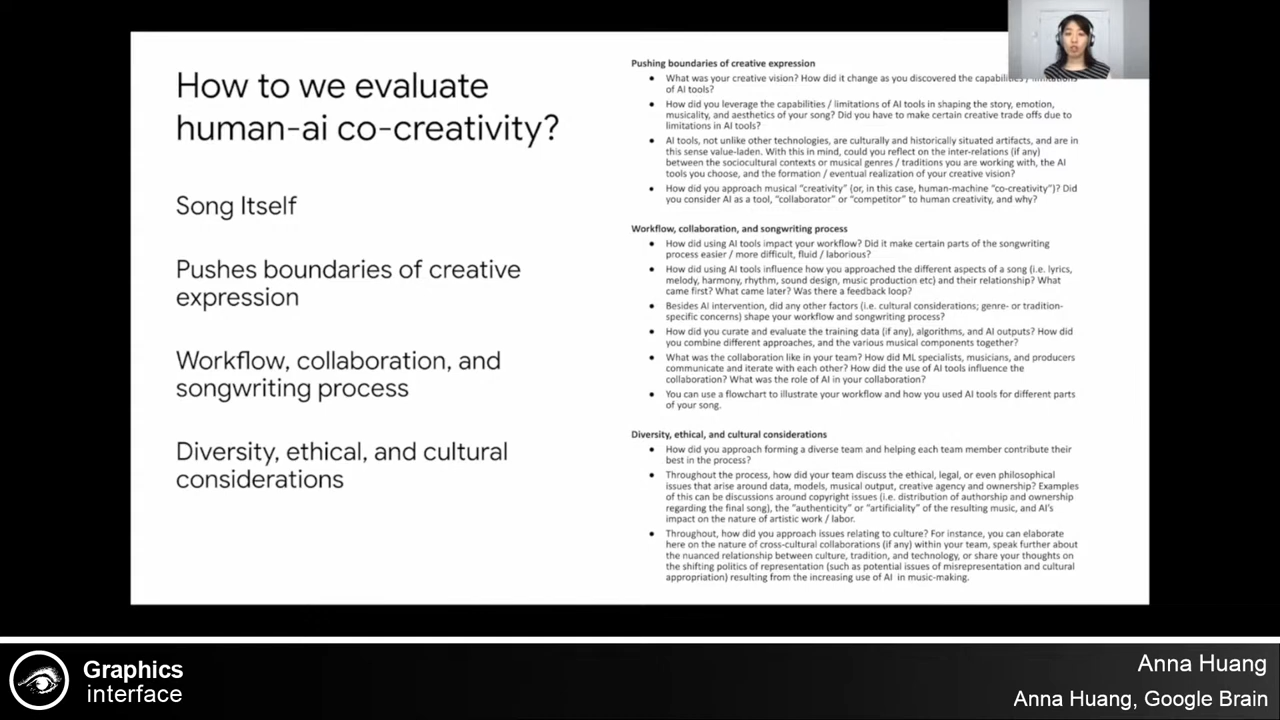 How to we evaluate
human-ai co-creativity?
Song Itself
Pushes boundaries of creative
expression
Workflow, collaboration, and
songwriting process
Diversity, ethical, and cultural
considerations
Pushing boundaries of creative expression
● What was your creative vision? How did it change as you discovered the capabilities / limitations
of AI tools?
● How did you leverage the capabilities / limitations of AI tools in shaping the story, emotion,
musicality, and aesthetics of your song? Did you have to make certain creative trade offs due to
limitations in AI tools?
● AI tools, not unlike other technologies, are culturally and historically situated artifacts, and are in
this sense value-laden. With this in mind, could you reflect on the inter-relations (if any)
between the sociocultural contexts or musical genres / traditions you are working with, the AI
tools you choose, and the formation / eventual realization of your creative vision?
● How did you approach musical “creativity” (or, in this case, human-machine “co-creativity”)? Did
you consider AI as a tool, “collaborator” or “competitor” to human creativity, and why?
Workflow, collaboration, and songwriting process
● How did using AI tools impact your workflow? Did it make certain parts of the songwriting
process easier / more difficult, fluid / laborious?
● How did using AI tools influence how you approached the different aspects of a song (i.e. lyrics,
melody, harmony, rhythm, sound design, music production etc) and their relationship? What
came first? What came later? Was there a feedback loop?
● Besides AI intervention, did any other factors (i.e. cultural considerations; genre- or tradition-
specific concerns) shape your workflow and songwriting process?
● How did you curate and evaluate the training data (if any), algorithms, and AI outputs? How did
you combine different approaches, and the various musical components together?
● What was the collaboration like in your team? How did ML specialists, musicians, and producers
communicate and iterate with each other? How did the use of AI tools influence the
collaboration? What was the role of AI in your collaboration?
● You can use a flowchart to illustrate your workflow and how you used AI tools for different parts
of your song.
Diversity, ethical, and cultural considerations
● How did you approach forming a diverse team and helping each team member contribute their
best in the process?
● Throughout the process, how did your team discuss the ethical, legal, or even philosophical
issues that arise around data, models, musical output, creative agency and ownership? Examples
of this can be discussions around copyright issues (i.e. distribution of authorship and ownership
regarding the final song), the “authenticity” or “artificiality” of the resulting music, and AI’s
impact on the nature of artistic work / labor.
● Throughout, how did you approach issues relating to culture? For instance, you can elaborate
here on the nature of cross-cultural collaborations (if any) within your team, speak further about
the nuanced relationship between culture, tradition, and technology, or share your thoughts on
the shifting politics of representation (such as potential issues of misrepresentation and cultural
appropriation) resulting from the increasing use of AI in music-making.
Graphics
interface
Anna Huang
Anna Huang, Google Brain